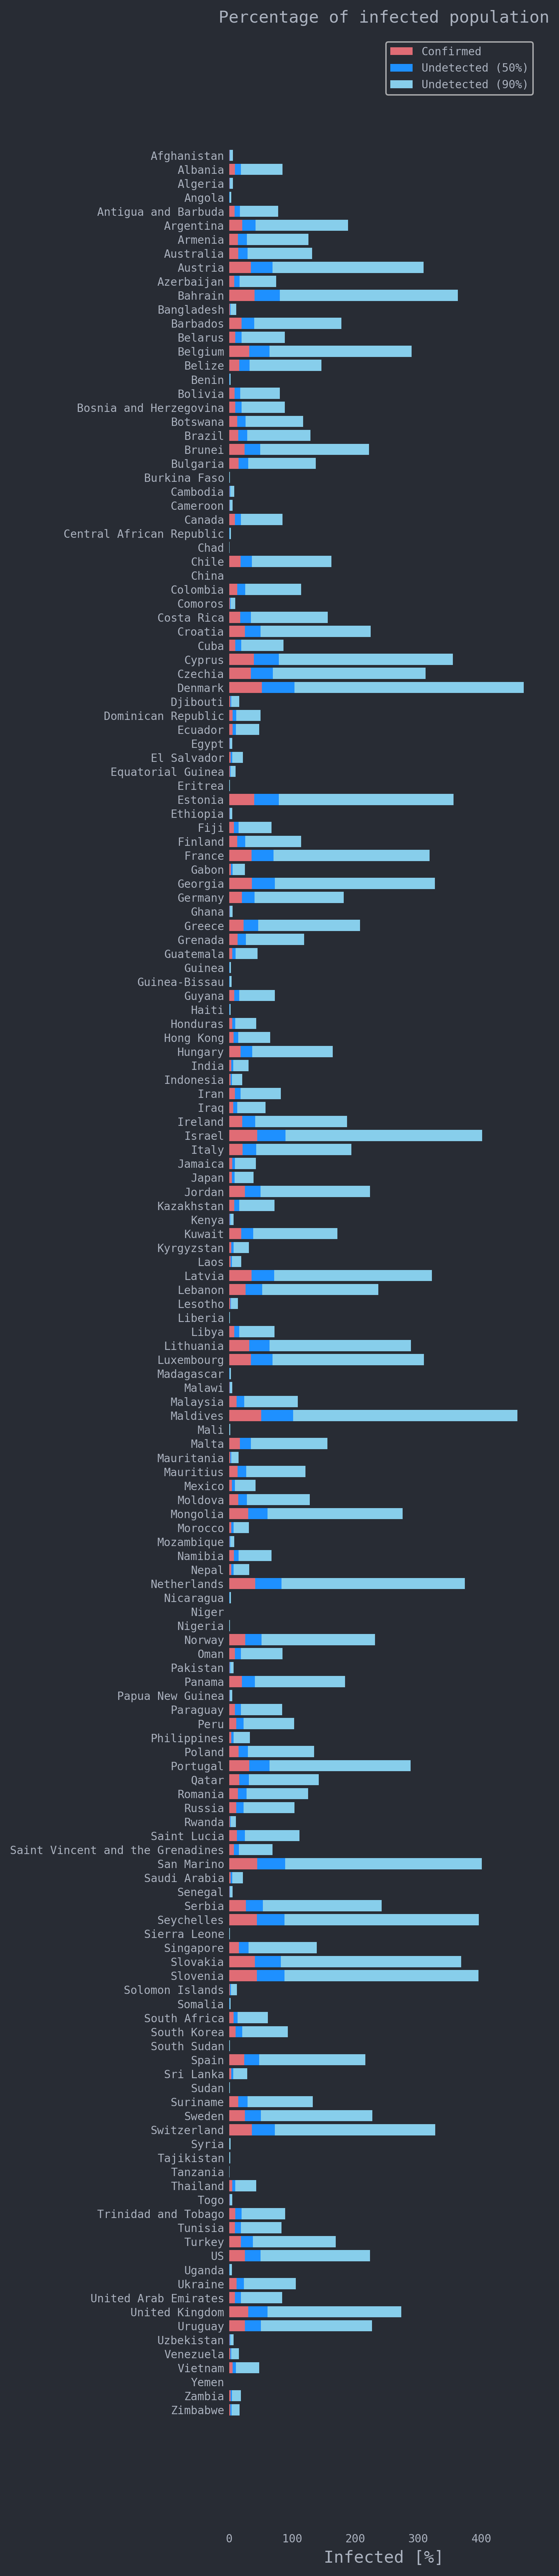 Percentage of infected population
Confirmed
Undetected (50%)
Undetected (90%)
Afghanistan
Albania
Algeria
Angola
Antigua and Barbuda
Argentina
Armenia
Australia
Austria
Azerbaijan
Bahrain
Bangladesh
Barbados
Belarus
Belgium
Belize
Benin
Bolivia
Bosnia and Herzegovina
Botswana
Brazil
Brunei
Bulgaria
Burkina Faso
Cambodia
Cameroon
Canada
Central African Republic
Chad
Chile
China
Colombia
Comoros
Costa Rica
Croatia
Cuba
Cyprus
Czechia
Denmark
Djibouti
Dominican Republic
Ecuador
Egypt
El Salvador
Equatorial Guinea
Eritrea
Estonia
Ethiopia
Fiji
Finland
France
Gabon
Georgia
Germany
Ghana
Greece
Grenada
Guatemala
Guinea
Guinea-Bissau
Guyana
Haiti
Honduras
Hong Kong
Hungary
India
Indonesia
Iran
Iraq
Ireland
Israel
Italy
Jamaica
Japan
Jordan
Kazakhstan
Kenya
Kuwait
Kyrgyzstan
Laos
Latvia
Lebanon
Lesotho
Liberia
Libya
Lithuania
Luxembourg
Madagascar
Malawi
Malaysia
Maldives
Mali
Malta
Mauritania
Mauritius
Mexico
Moldova
Mongolia
Morocco
Mozambique
Namibia
Nepal
Netherlands
Nicaragua
Niger
Nigeria
Norway
Oman
Pakistan
Panama
Papua New Guinea
Paraguay
Peru
Philippines
Poland
Portugal
Qatar
Romania
Russia
Rwanda
Saint Lucia
Saint Vincent and the Grenadines
San Marino
Saudi Arabia
Senegal
Serbia
Seychelles
Sierra Leone
Singapore
Slovakia
Slovenia
Solomon Islands
Somalia
South Africa
South Korea
South Sudan
Spain
Sri Lanka
Sudan
Suriname
Sweden
Switzerland
Syria
Tajikistan
Tanzania
Thailand
Togo
Trinidad and Tobago
Tunisia
Turkey
US
Uganda
Ukraine
United Arab Emirates
United Kingdom
Uruguay
Uzbekistan
Venezuela
Vietnam
Yemen
Zambia
Zimbabwe
0 100 200 300 400
Infected [%]